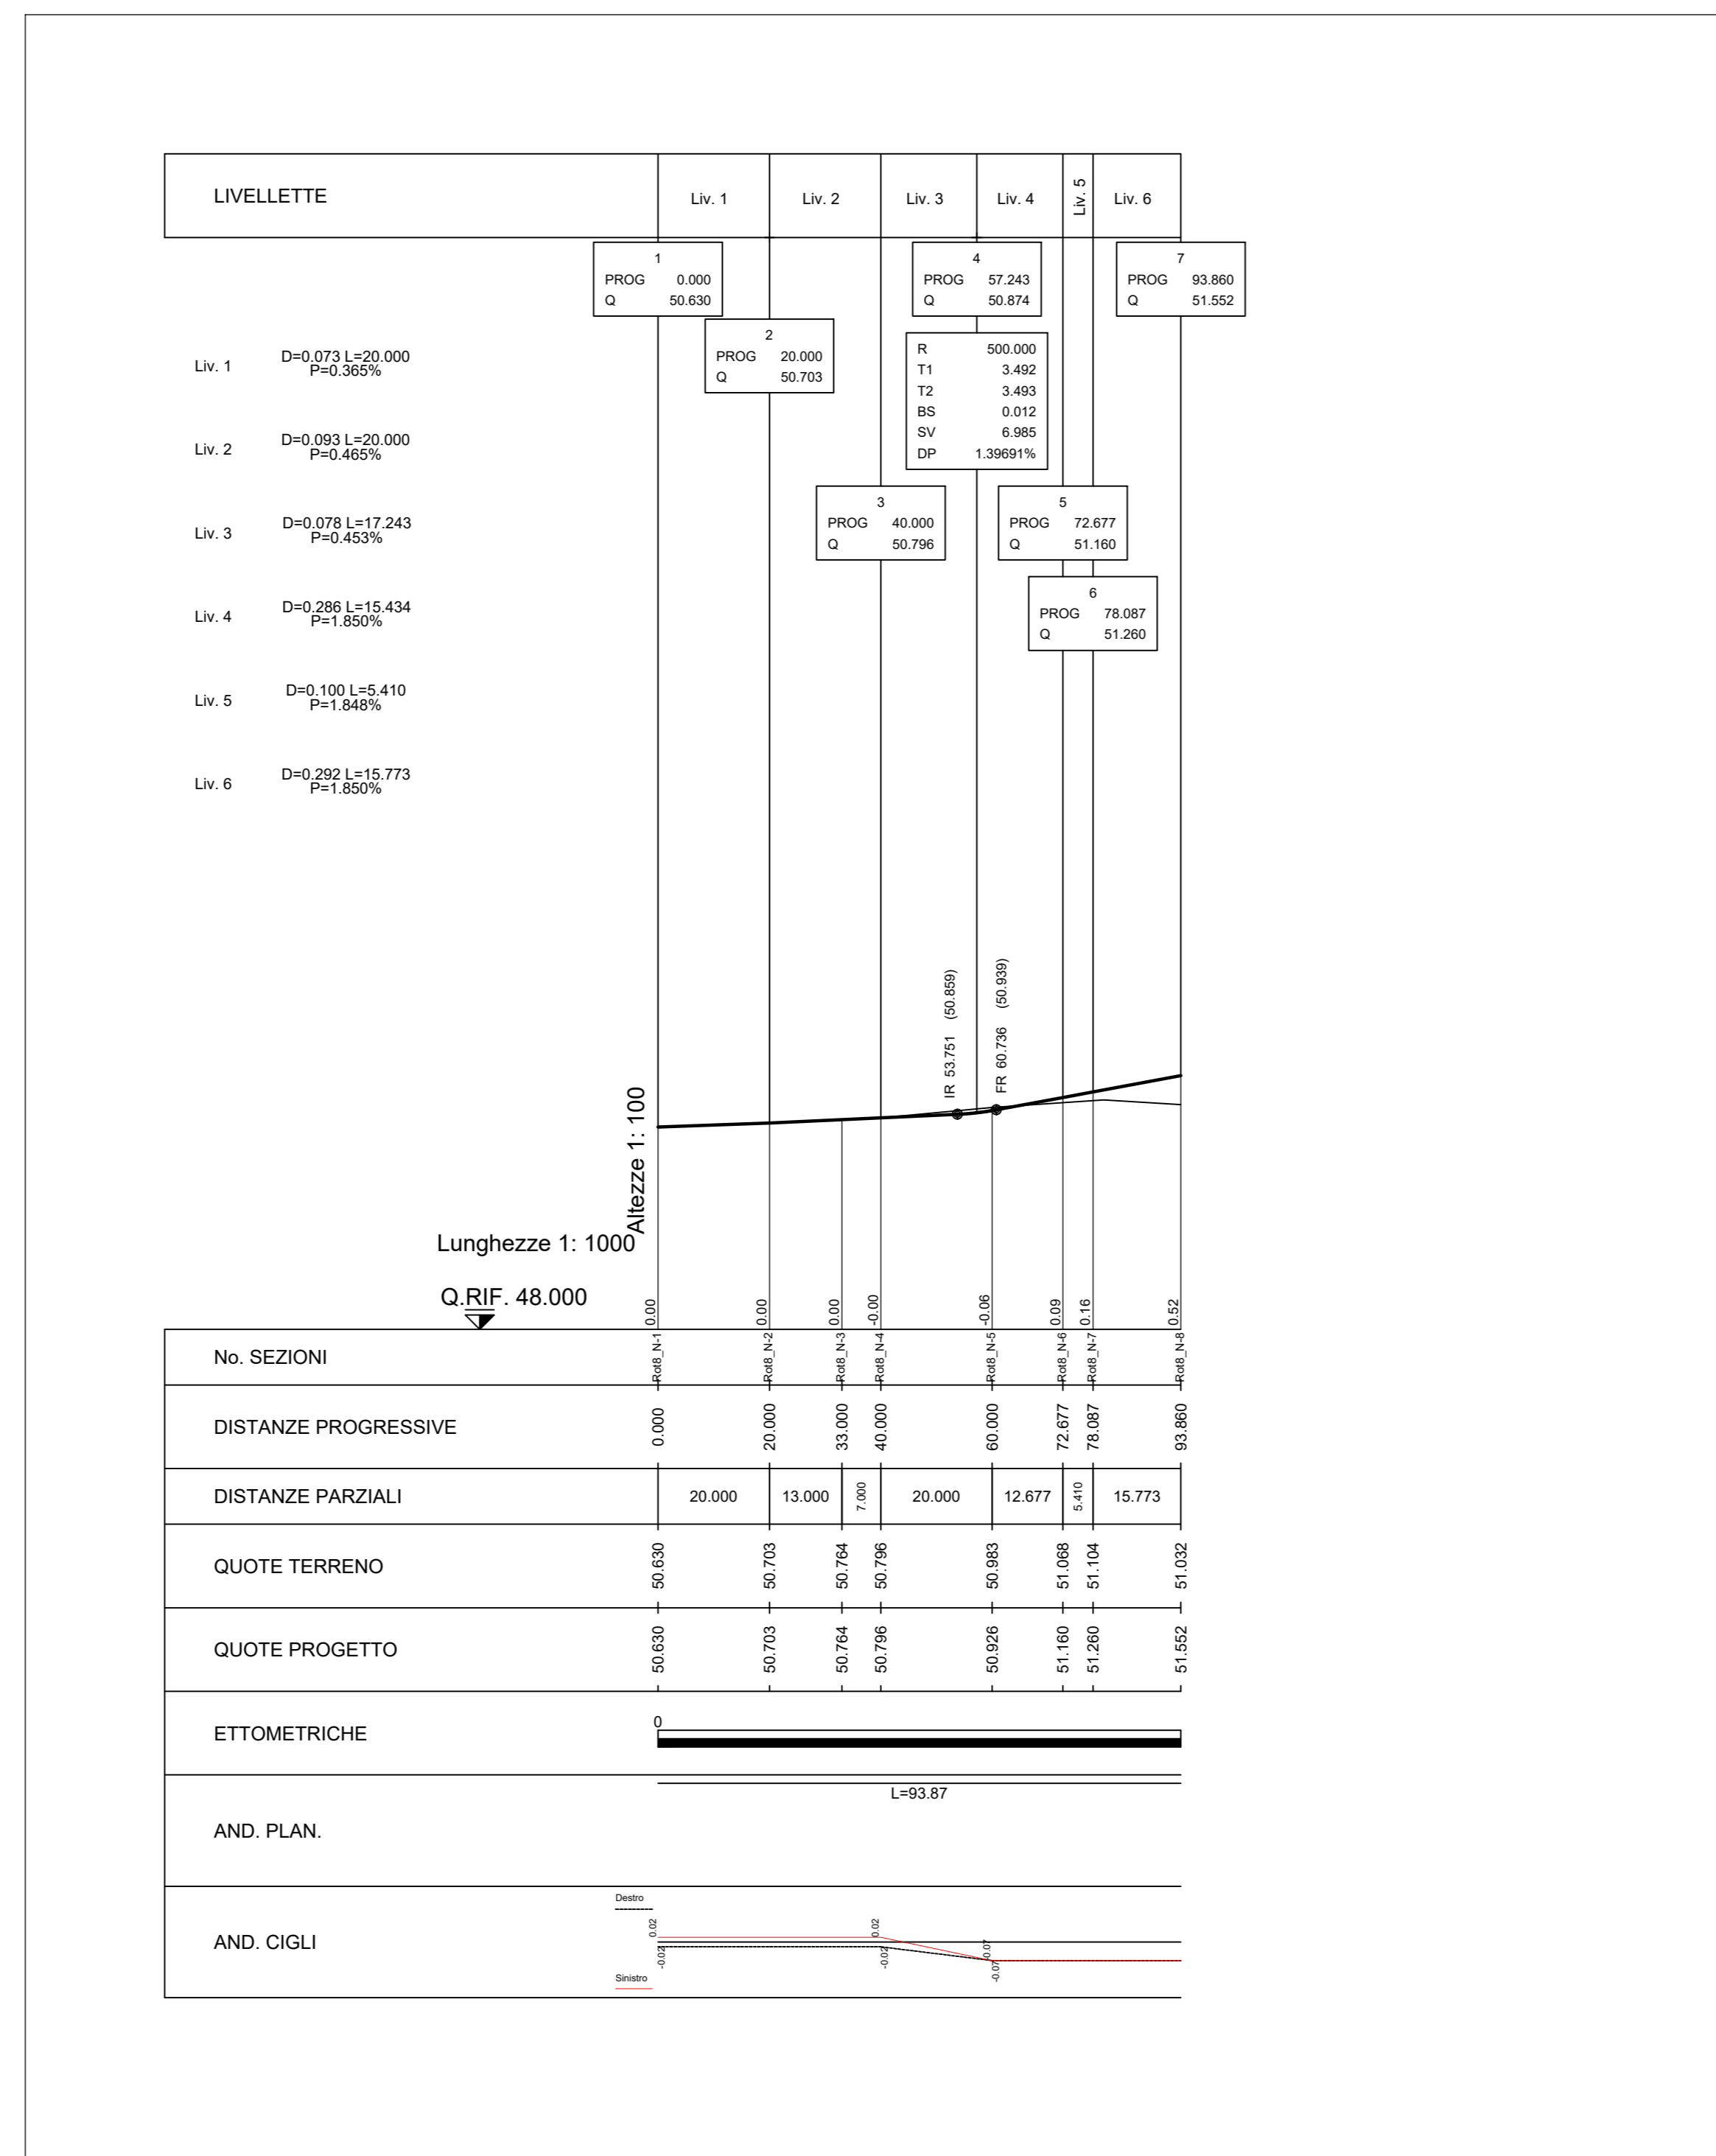 LIVELLETTE
Liv. 1
Liv. 2
Liv. 3
Liv. 4
Liv. 5
Liv. 6
1
PROG 0.000
Q 50.630
2
PROG 20.000
Q 50.703
3
PROG 40.000
Q 50.796
4
PROG 57.243
Q 50.874
R 500.000
T1 3.492
T2 3.493
BS 0.012
SV 6.985
DP 1.39691%
5
PROG 72.677
Q 51.160
6
PROG 78.087
Q 51.260
7
PROG 93.860
Q 51.552
Liv. 1 D=0.073 L=20.000
P=0.365%
Liv. 2 D=0.093 L=20.000
P=0.465%
Liv. 3 D=0.078 L=17.243
P=0.453%
Liv. 4 D=0.286 L=15.434
P=1.850%
Liv. 5 D=0.100 L=5.410
P=1.848%
Liv. 6 D=0.292 L=15.773
P=1.850%
IR 53.751 (50.859)
FR 60.736 (50.939)
Altezze 1: 100
Lunghezze 1: 1000
Q.RIF. 48.000
0.00 0.00 0.00 -0.00 -0.06 0.09 0.16 0.52
No. SEZIONI
Rot8_N-1 Rot8_N-2 Rot8_N-3 Rot8_N-4 Rot8_N-5 Rot8_N-6 Rot8_N-7 Rot8_N-8
DISTANZE PROGRESSIVE
0.000 20.000 33.000 40.000 60.000 72.677 78.087 93.860
DISTANZE PARZIALI
20.000 13.000 7.000 20.000 12.677 5.410 15.773
QUOTE TERRENO
50.630 50.703 50.764 50.796 50.983 51.068 51.104 51.032
QUOTE PROGETTO
50.630 50.703 50.764 50.796 50.926 51.160 51.260 51.552
ETTOMETRICHE
0
AND. PLAN.
L=93.87
AND. CIGLI
Destro
0.02 0.02 -0.07
-0.02 -0.02 -0.07
Sinistro